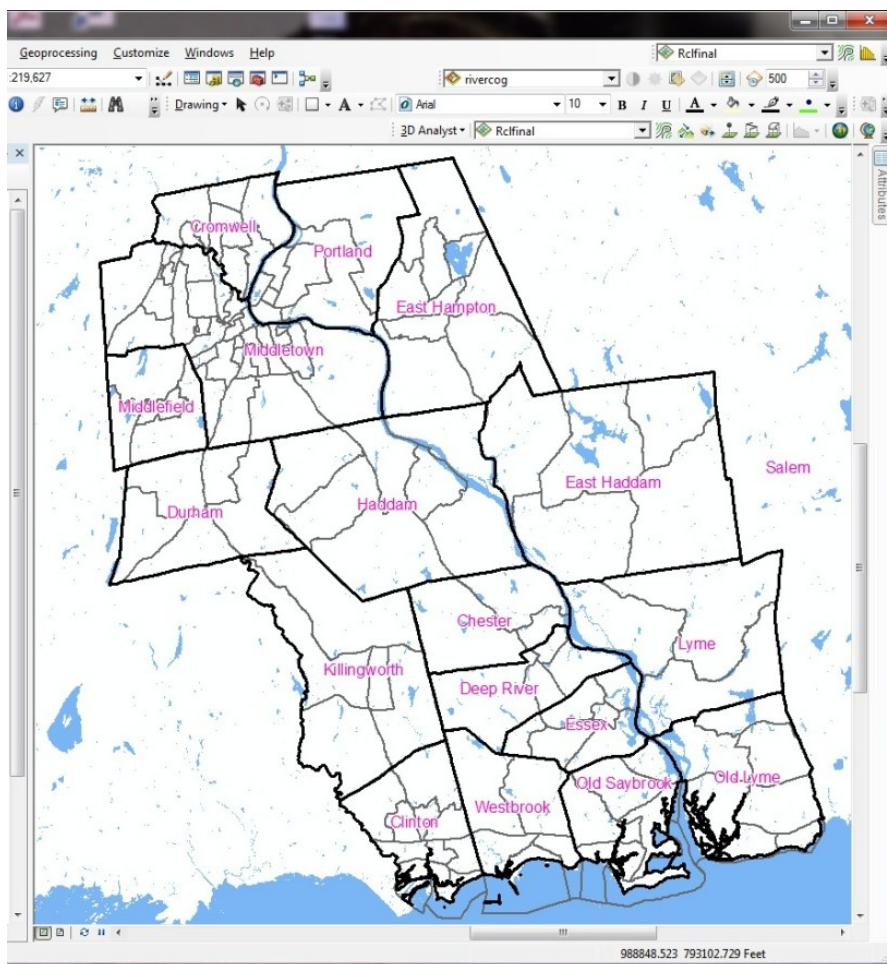 Geoprocessing Customize Windows Help Rclfinal
:219,627 rivercog 500
Drawing A Arial 10 B I U A A
3D Analyst Rclfinal
Attributes
Cromwell
Portland
East Hampton
Middletown
Middlefield
Salem
East Haddam
Haddam
Durham
Chester
Lyme
Killingworth
Deep River
Essex
Old Saybrook Old Lyme
Westbrook
Clinton
988848.523 793102.729 Feet